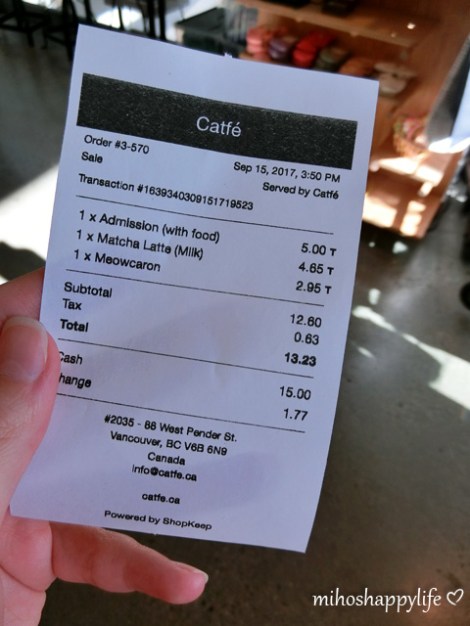 Catfé
Order #3-570
Sep 15, 2017, 3:50 PM
Sale
Served by Catfé
Transaction #1639340309151719523
1 x Admission (with food) 5.00 T
1 x Matcha Latte (Milk) 4.65 T
1 x Meowcaron 2.95 T
Subtotal 12.60
Tax 0.63
Total 13.23
Cash 15.00
hange 1.77
#2035 - 88 West Pender St.
Vancouver, BC V6B 6N9
Canada
info@catfe.ca
catfe.ca
Powered by ShopKeep
mihoshappylife ♡